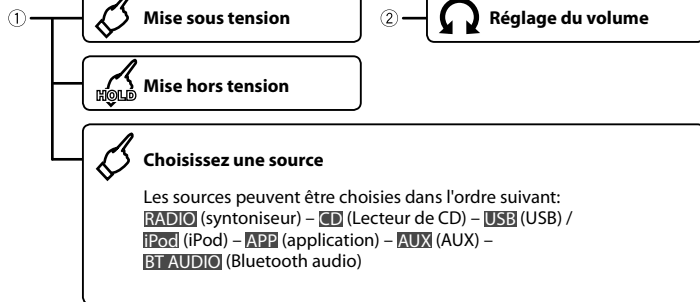 ① Mise sous tension
② Réglage du volume
HOLD Mise hors tension
Choisissez une source
Les sources peuvent être choisies dans l'ordre suivant:
RADIO (syntoniseur) – CD (Lecteur de CD) – USB (USB) /
iPod (iPod) – APP (application) – AUX (AUX) –
BT AUDIO (Bluetooth audio)